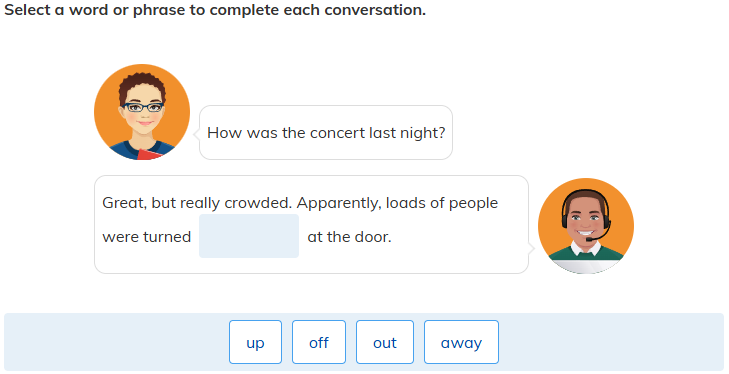 Select a word or phrase to complete each conversation.
How was the concert last night?
Great, but really crowded. Apparently, loads of people
were turned at the door.
up off out away